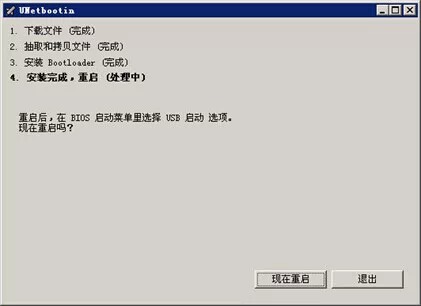 UNetbootin
1. 下载文件 (完成)
2. 抽取和拷贝文件 (完成)
3. 安装 Bootloader (完成)
4. 安装完成，重启 (处理中)
重启后，在 BIOS 启动菜单里选择 USB 启动 选项。
现在重启吗？
现在重启
退出